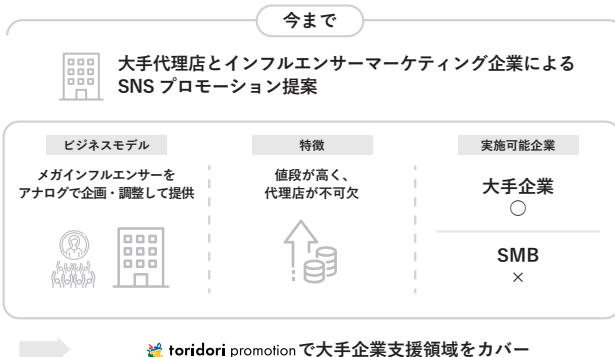 今まで
大手代理店とインフルエンサーマーケティング企業による
SNS プロモーション提案
ビジネスモデル
メガインフルエンサーを
アナログで企画・調整して提供
特徴
値段が高く、
代理店が不可欠
実施可能企業
大手企業
○
SMB
×
toridori promotion で大手企業支援領域をカバー